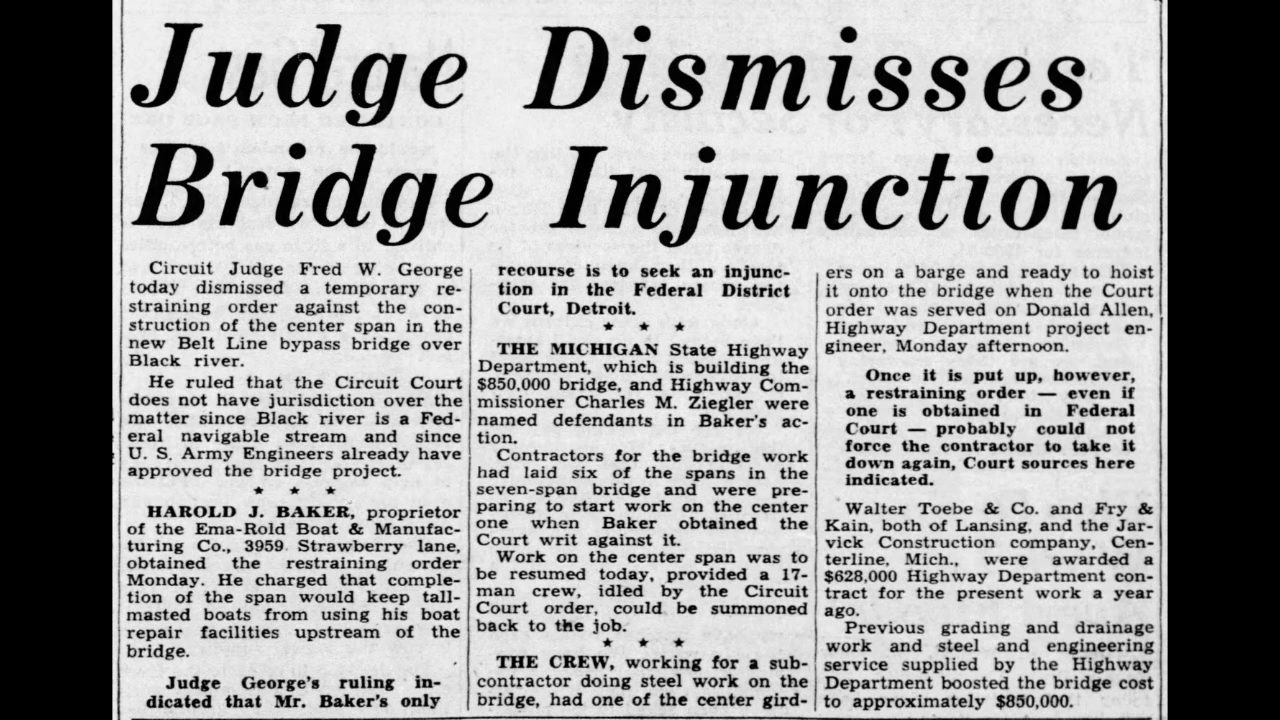 Judge Dismisses
Bridge Injunction
Circuit Judge Fred W. George
today dismissed a temporary re-
straining order against the con-
struction of the center span in the
new Belt Line bypass bridge over
Black river.
He ruled that the Circuit Court
does not have jurisdiction over the
matter since Black river is a Fed-
eral navigable stream and since
U. S. Army Engineers already have
approved the bridge project.
★ ★ ★
HAROLD J. BAKER, proprietor
of the Ema-Rold Boat & Manufac-
turing Co., 3959 Strawberry lane,
obtained the restraining order
Monday. He charged that comple-
tion of the span would keep tall-
masted boats from using his boat
repair facilities upstream of the
bridge.
Judge George's ruling in-
dicated that Mr. Baker's only
recourse is to seek an injunc-
tion in the Federal District
Court, Detroit.
★ ★ ★
THE MICHIGAN State Highway
Department, which is building the
$850,000 bridge, and Highway Com-
missioner Charles M. Ziegler were
named defendants in Baker's ac-
tion.
Contractors for the bridge work
had laid six of the spans in the
seven-span bridge and were pre-
paring to start work on the center
one when Baker obtained the
Court writ against it.
Work on the center span was to
be resumed today, provided a 17-
man crew, idled by the Circuit
Court order, could be summoned
back to the job.
★ ★ ★
THE CREW, working for a sub-
contractor doing steel work on the
bridge, had one of the center gird-
ers on a barge and ready to hoist
it onto the bridge when the Court
order was served on Donald Allen,
Highway Department project en-
gineer, Monday afternoon.
Once it is put up, however,
a restraining order — even if
one is obtained in Federal
Court — probably could not
force the contractor to take it
down again, Court sources here
indicated.
Walter Toebe & Co. and Fry &
Kain, both of Lansing, and the Jar-
vick Construction company, Cen-
terline, Mich., were awarded a
$628,000 Highway Department con-
tract for the present work a year
ago.
Previous grading and drainage
work and steel and engineering
service supplied by the Highway
Department boosted the bridge cost
to approximately $850,000.